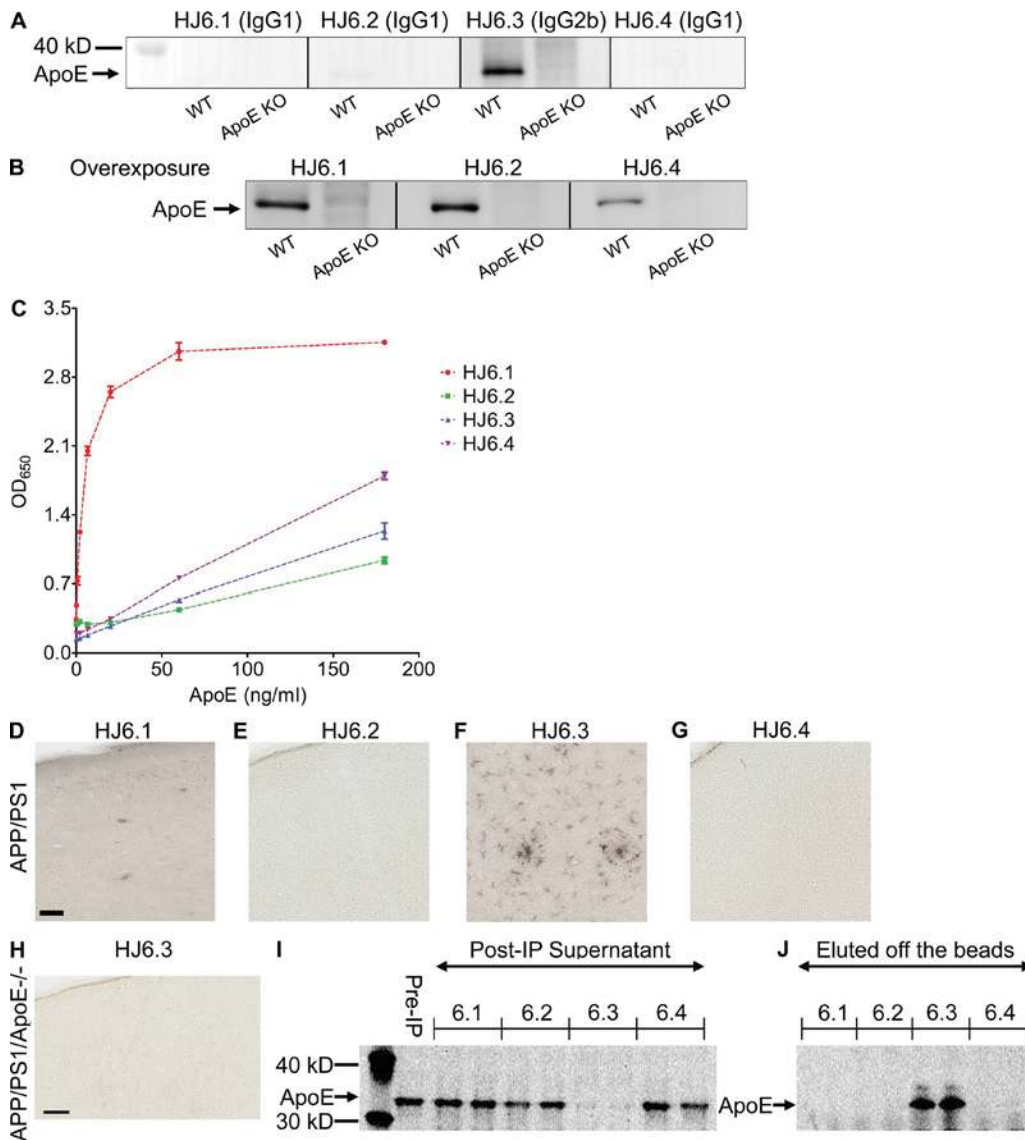 A
HJ6.1 (IgG1) HJ6.2 (IgG1) HJ6.3 (IgG2b) HJ6.4 (IgG1)
40 kD
ApoE
WT ApoE KO WT ApoE KO WT ApoE KO WT ApoE KO
B Overexposure HJ6.1 HJ6.2 HJ6.4
ApoE
WT ApoE KO WT ApoE KO WT ApoE KO
C
3.5
2.8
2.1
1.4
0.7
0.0
OD650
0 50 100 150 200
ApoE (ng/ml)
HJ6.1
HJ6.2
HJ6.3
HJ6.4
D HJ6.1 E HJ6.2 F HJ6.3 G HJ6.4
APP/PS1
H HJ6.3
APP/PS1/ApoE-/-
I Post-IP Supernatant
Pre-IP 6.1 6.2 6.3 6.4
40 kD
ApoE
30 kD
J Eluted off the beads
6.1 6.2 6.3 6.4
ApoE